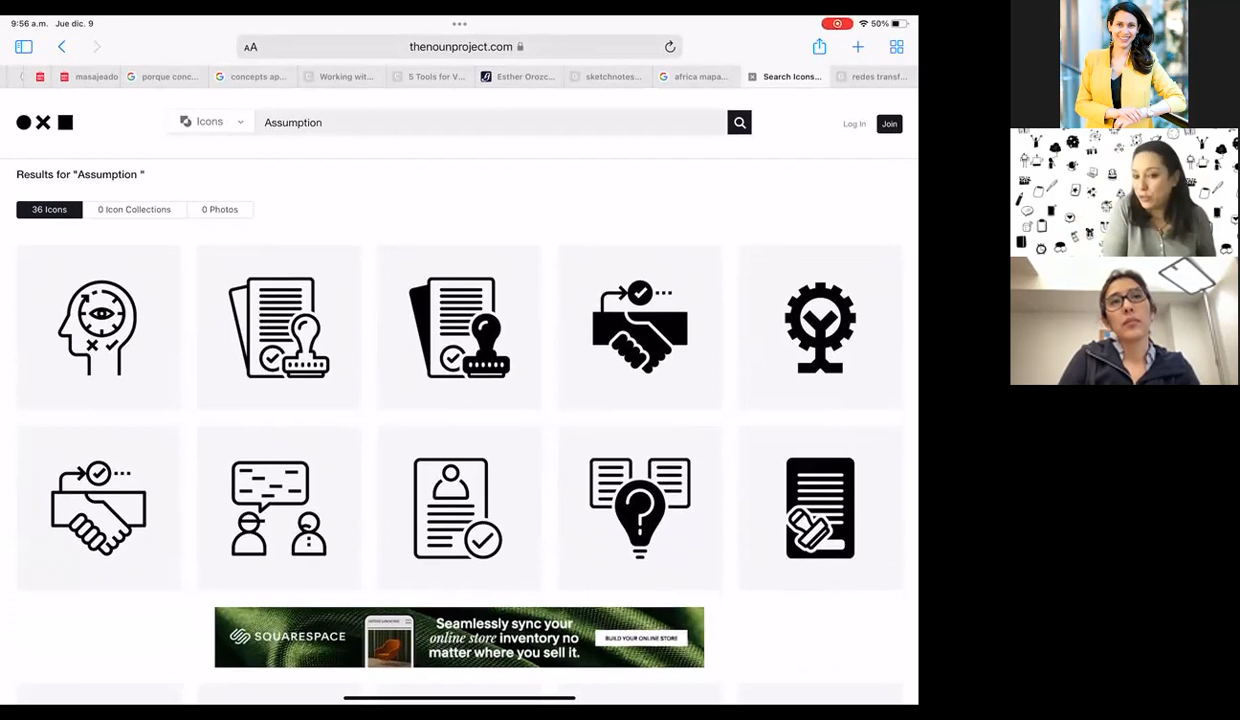 9:56 a.m. Jue dic. 9
50%
AA thenounproject.com
masajeado porque conc... concepts ap... Working wit... 5 Tools for V... Esther Orozc... sketchnotes... africa mapa... Search Icons... redes transf...
Icons Assumption Log In Join
Results for "Assumption "
36 Icons 0 Icon Collections 0 Photos
SQUARESPACE
Seamlessly sync your
online store inventory no
matter where you sell it.
BUILD YOUR ONLINE STORE